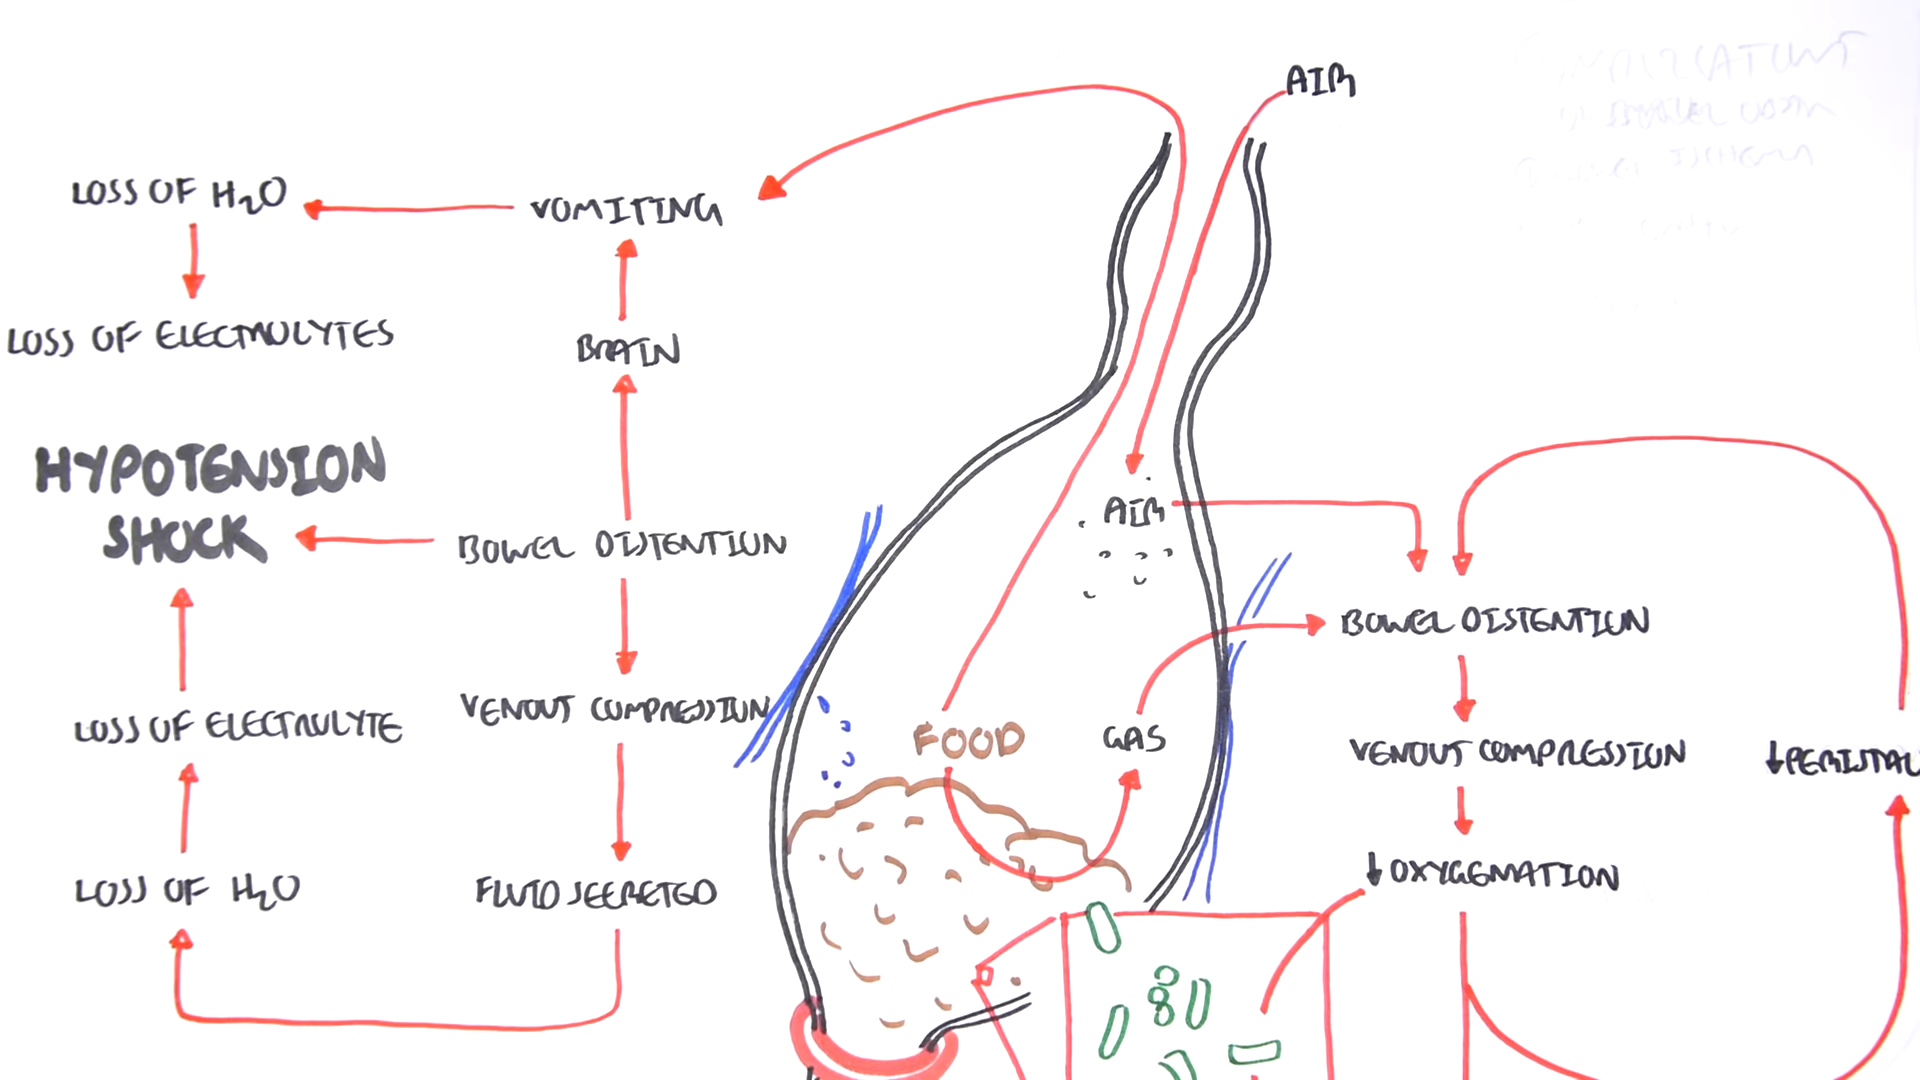 AIR
LOSS OF H2O
VOMITING
LOSS OF ELECTROLYTES
BRAIN
HYPOTENSION
SHOCK
BOWEL DISTENTION
AIR
BOWEL DISTENTION
LOSS OF ELECTROLYTE
VENOUS COMPRESSION
FOOD
GAS
VENOUS COMPRESSION
↓PERISTAL
LOSS OF H2O
FLUID SECRETED
↓OXYGENATION